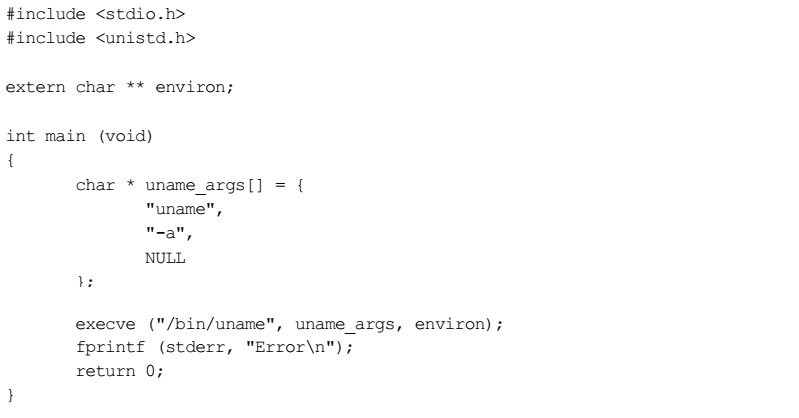 #include <stdio.h>
#include <unistd.h>

extern char ** environ;

int main (void)
{
       char * uname_args[] = {
              "uname",
              "-a",
              NULL
       };

       execve ("/bin/uname", uname_args, environ);
       fprintf (stderr, "Error\n");
       return 0;
}